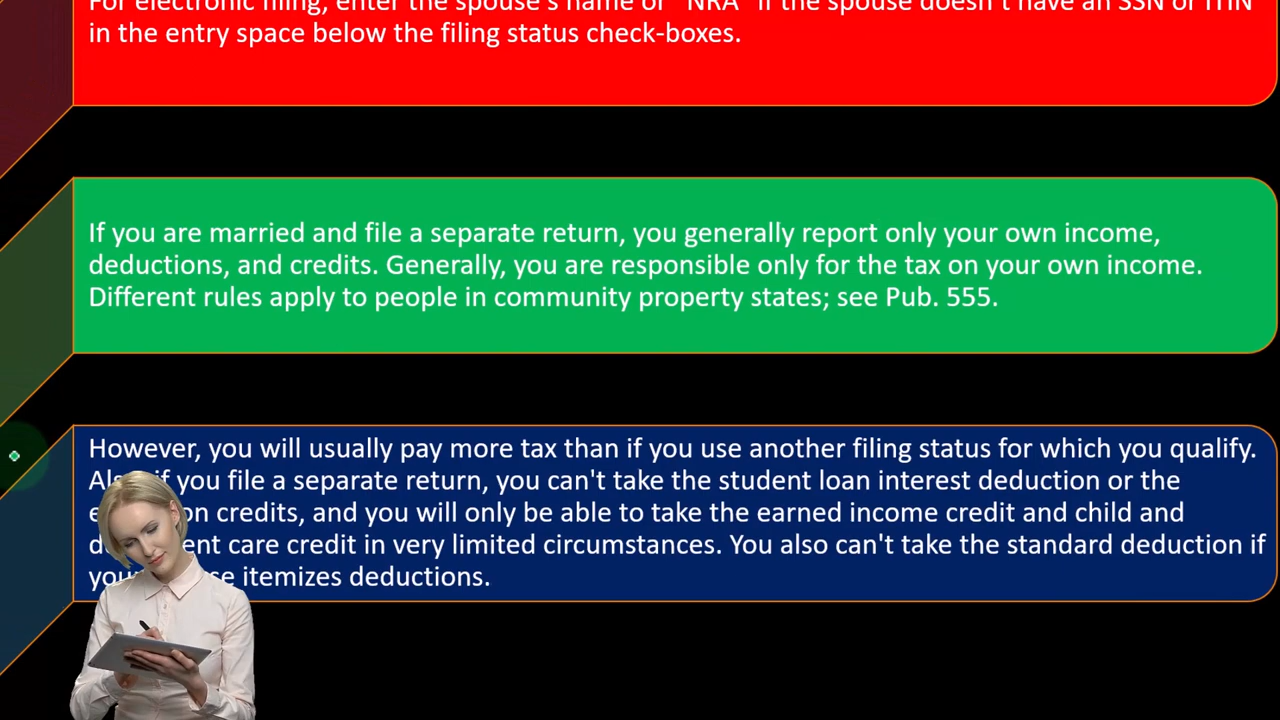 For electronic filing, enter the spouse's name or "NRA" if the spouse doesn't have an SSN or ITIN
in the entry space below the filing status check-boxes.
If you are married and file a separate return, you generally report only your own income,
deductions, and credits. Generally, you are responsible only for the tax on your own income.
Different rules apply to people in community property states; see Pub. 555.
However, you will usually pay more tax than if you use another filing status for which you qualify.
if you file a separate return, you can't take the student loan interest deduction or the
credits, and you will only be able to take the earned income credit and child and
care credit in very limited circumstances. You also can't take the standard deduction if
itemizes deductions.